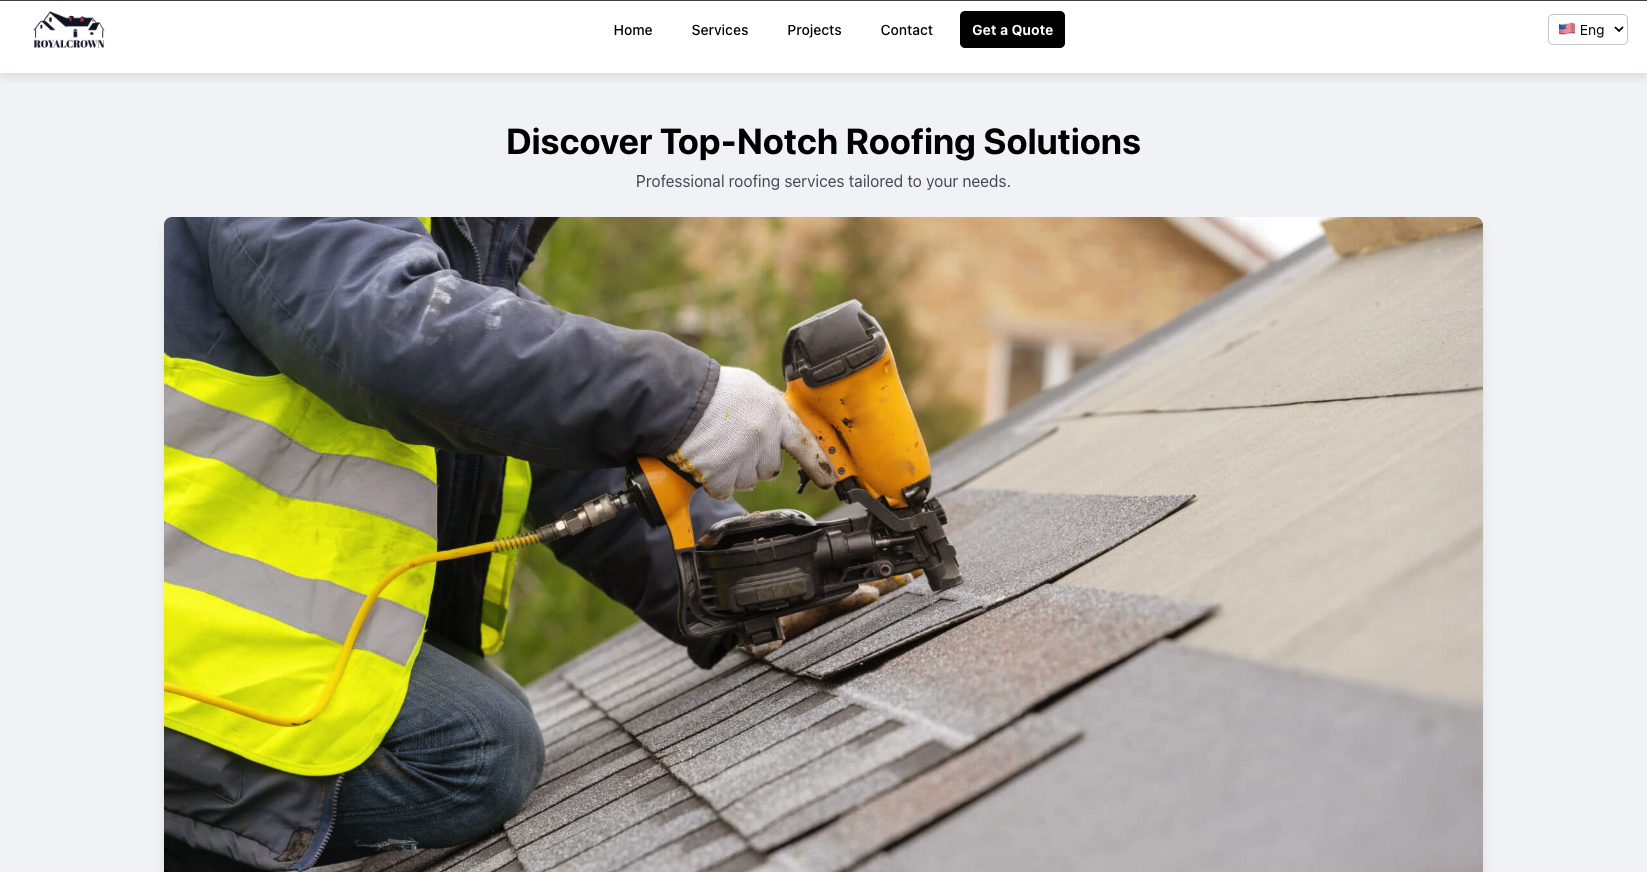 ROYALCROWN
Home
Services
Projects
Contact
Get a Quote
🇺🇸 Eng
Discover Top-Notch Roofing Solutions
Professional roofing services tailored to your needs.